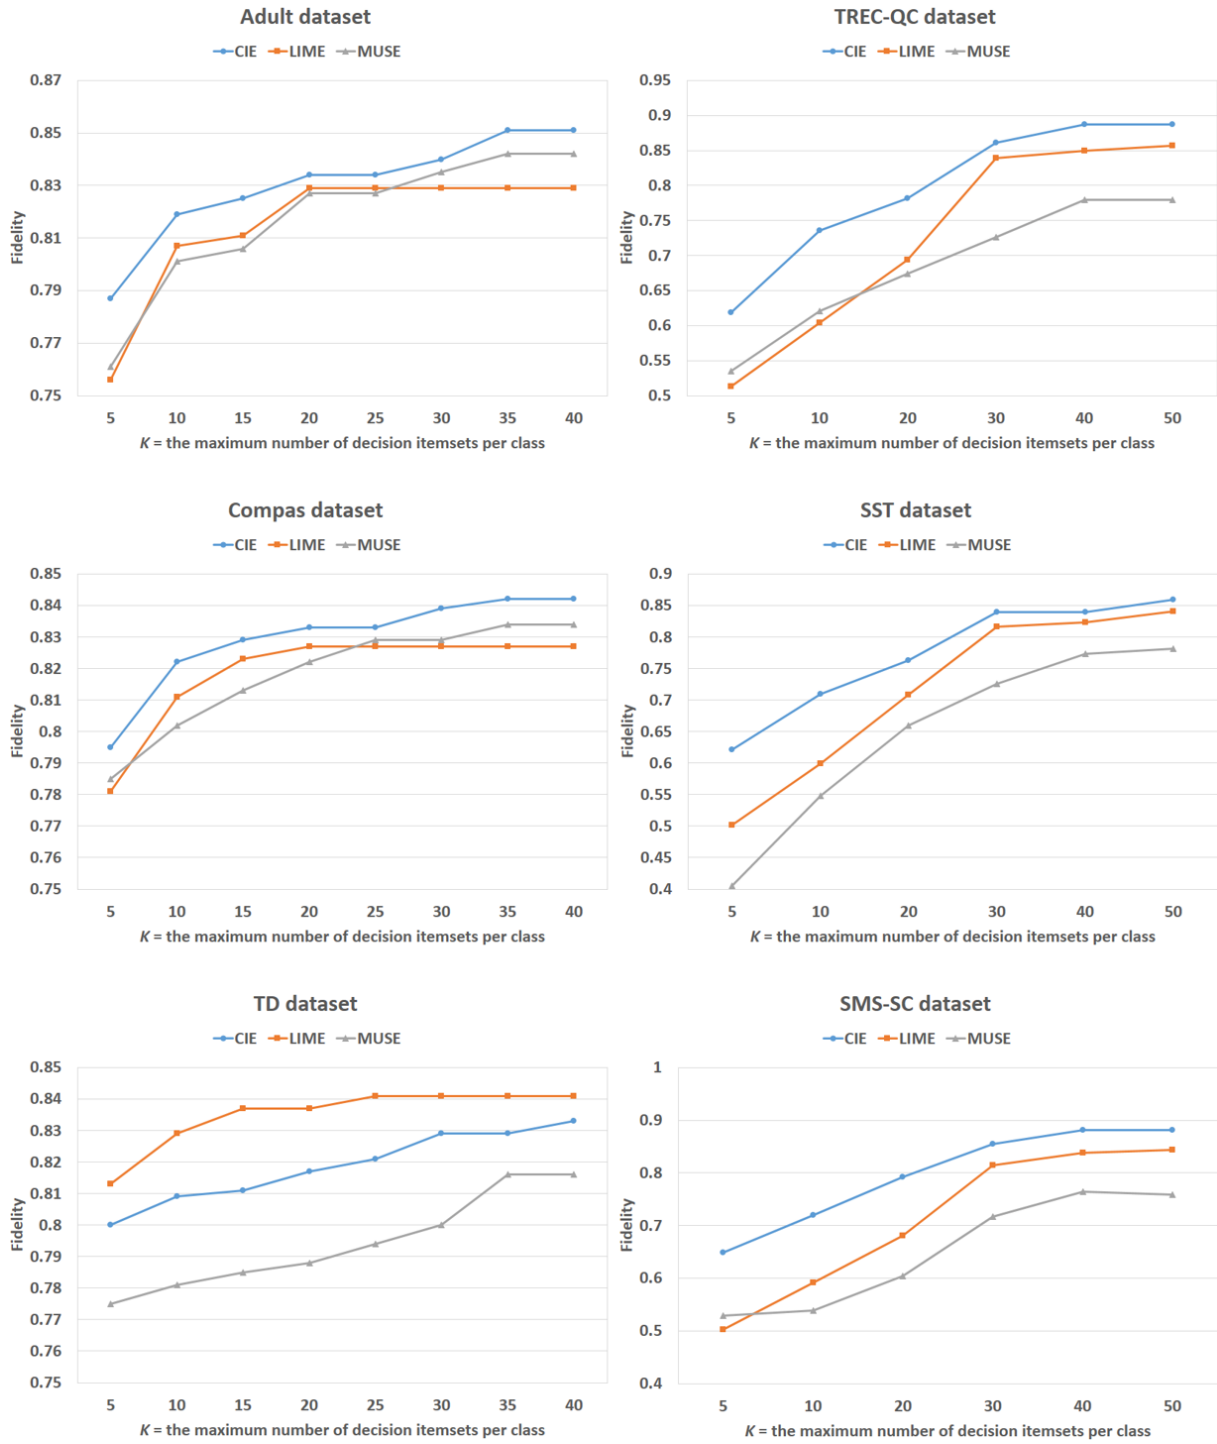 Adult dataset
CIE LIME MUSE
0.87
0.85
0.83
0.81
0.79
0.77
0.75
Fidelity
5 10 15 20 25 30 35 40
K = the maximum number of decision itemsets per class
TREC-QC dataset
CIE LIME MUSE
0.95
0.9
0.85
0.8
0.75
0.7
0.65
0.6
0.55
0.5
Fidelity
5 10 20 30 40 50
K = the maximum number of decision itemsets per class
Compas dataset
CIE LIME MUSE
0.85
0.84
0.83
0.82
0.81
0.8
0.79
0.78
0.77
0.76
0.75
Fidelity
5 10 15 20 25 30 35 40
K = the maximum number of decision itemsets per class
SST dataset
CIE LIME MUSE
0.9
0.85
0.8
0.75
0.7
0.65
0.6
0.55
0.5
0.45
0.4
Fidelity
5 10 20 30 40 50
K = the maximum number of decision itemsets per class
TD dataset
CIE LIME MUSE
0.85
0.84
0.83
0.82
0.81
0.8
0.79
0.78
0.77
0.76
0.75
Fidelity
5 10 15 20 25 30 35 40
K = the maximum number of decision itemsets per class
SMS-SC dataset
CIE LIME MUSE
1
0.9
0.8
0.7
0.6
0.5
0.4
Fidelity
5 10 20 30 40 50
K = the maximum number of decision itemsets per class